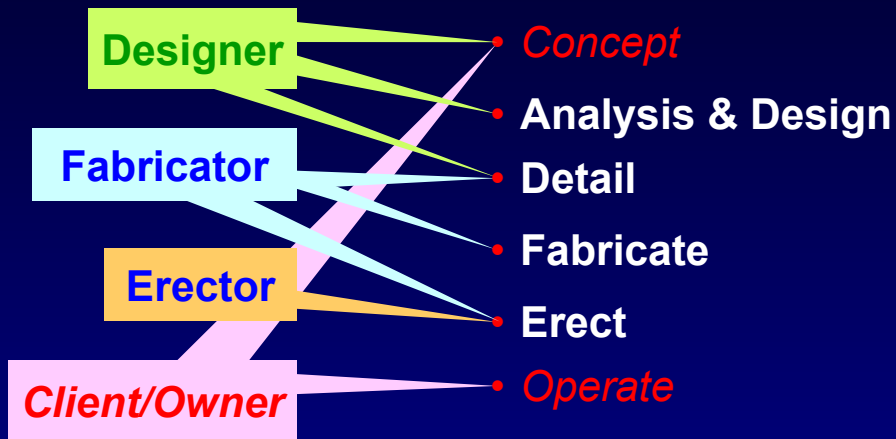 Designer
Fabricator
Erector
Client/Owner
Concept
Analysis & Design
Detail
Fabricate
Erect
Operate